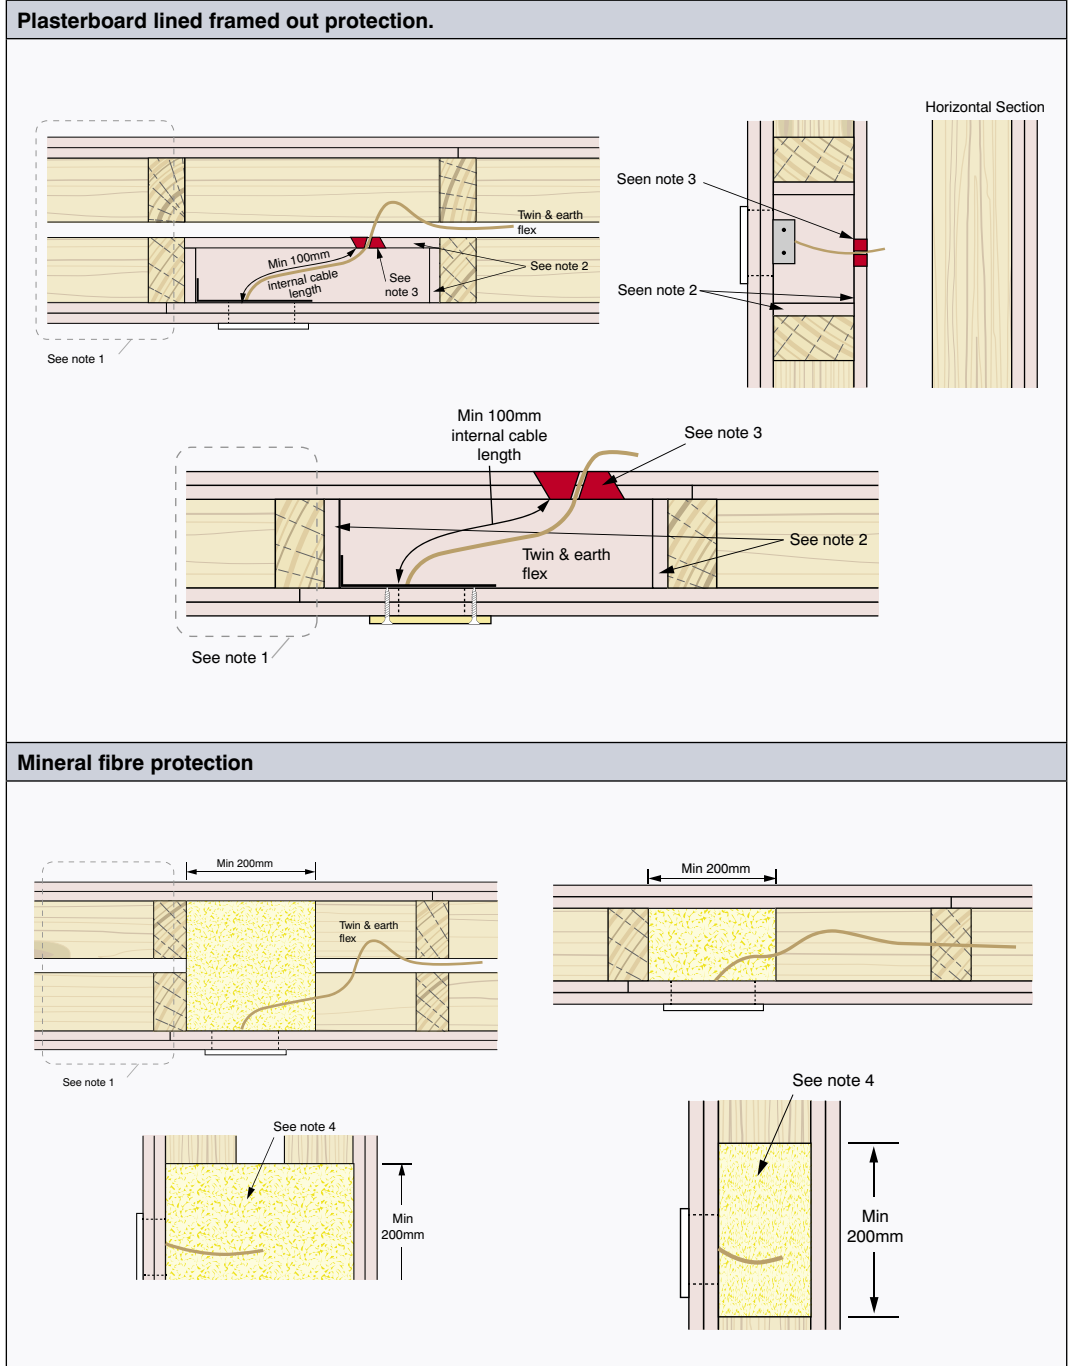 Plasterboard lined framed out protection.
Horizontal Section
Seen note 3
Twin & earth
flex
Min 100mm
internal cable
length
See
note 3
See note 2
Seen note 2
See note 1
Min 100mm
internal cable
length
See note 3
See note 2
Twin & earth
flex
See note 1
Mineral fibre protection
Min 200mm
Twin & earth
flex
See note 1
Min 200mm
See note 4
Min
200mm
See note 4
Min
200mm